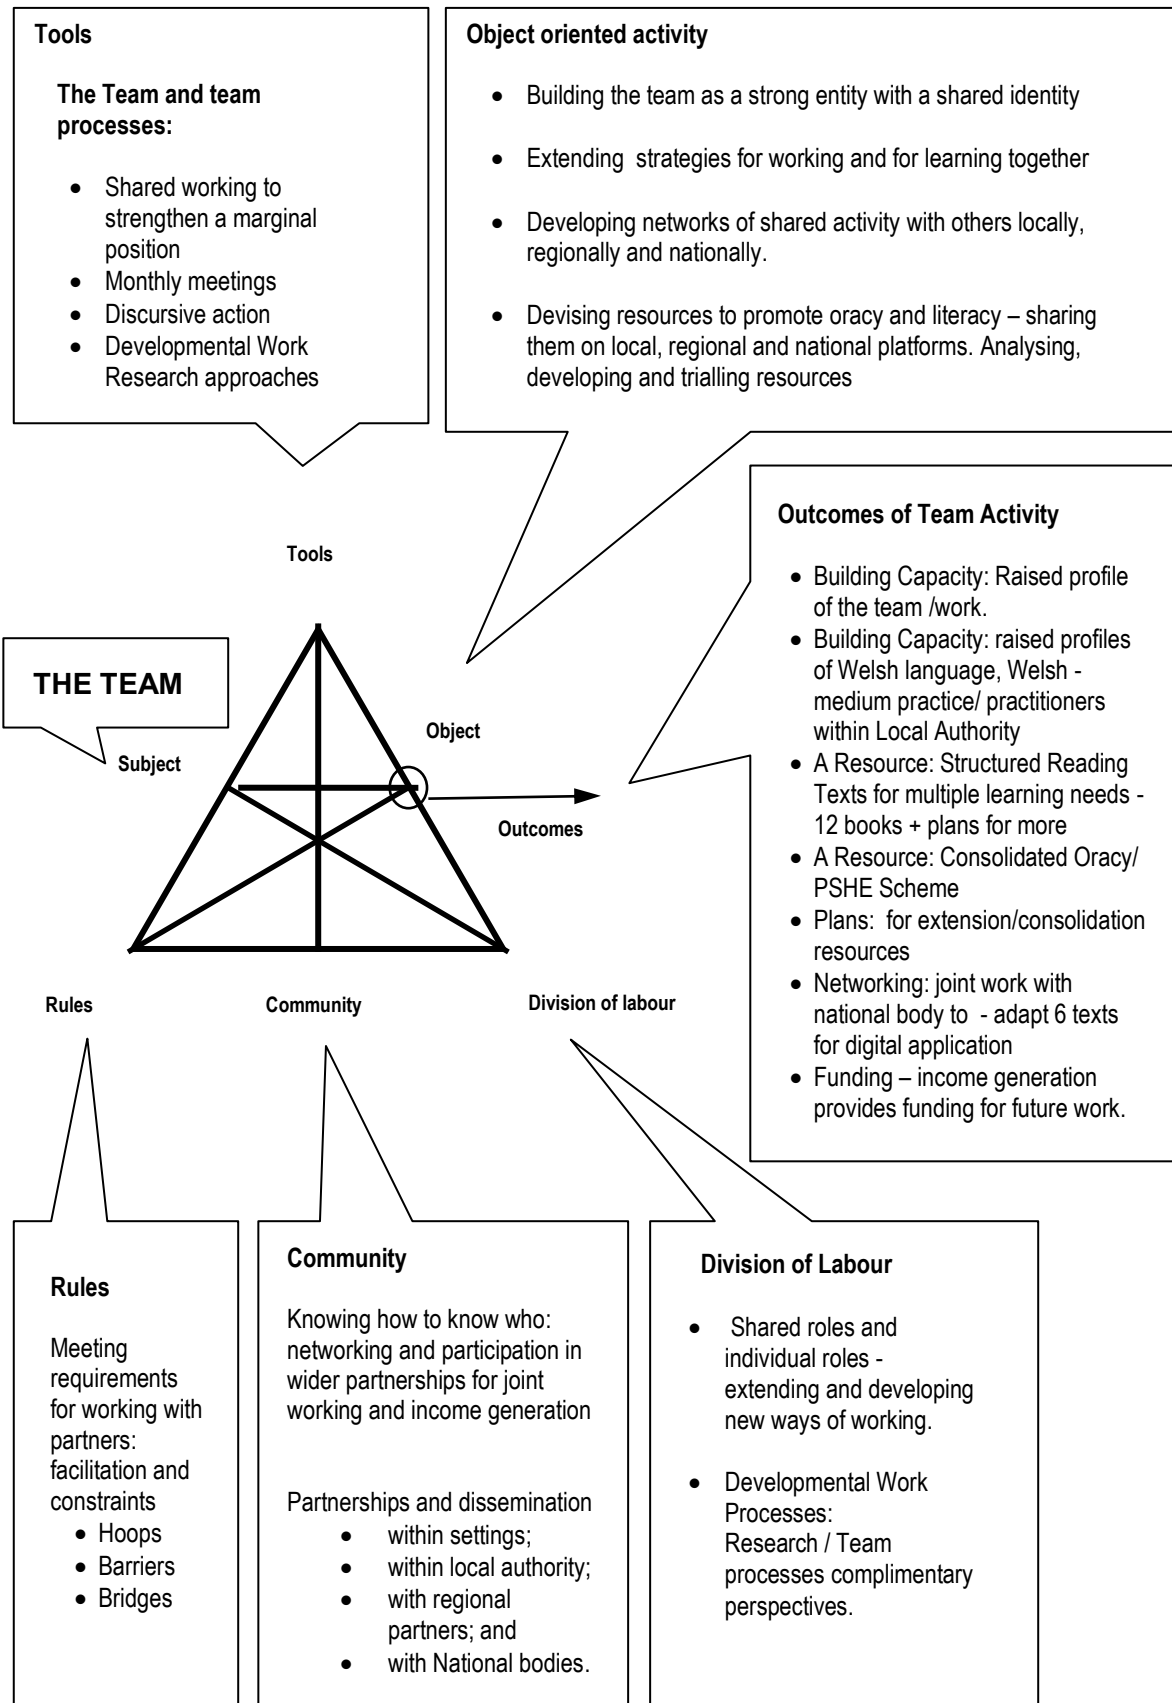 Tools
The Team and team
processes:
• Shared working to
strengthen a marginal
position
• Monthly meetings
• Discursive action
• Developmental Work
Research approaches
Object oriented activity
• Building the team as a strong entity with a shared identity
• Extending strategies for working and for learning together
• Developing networks of shared activity with others locally,
regionally and nationally.
• Devising resources to promote oracy and literacy – sharing
them on local, regional and national platforms. Analysing,
developing and trialling resources
Outcomes of Team Activity
• Building Capacity: Raised profile
of the team /work.
• Building Capacity: raised profiles
of Welsh language, Welsh -
medium practice/ practitioners
within Local Authority
• A Resource: Structured Reading
Texts for multiple learning needs -
12 books + plans for more
• A Resource: Consolidated Oracy/
PSHE Scheme
• Plans: for extension/consolidation
resources
• Networking: joint work with
national body to - adapt 6 texts
for digital application
• Funding – income generation
provides funding for future work.
Tools
THE TEAM
Subject
Object
Outcomes
Rules
Community
Division of labour
Rules
Meeting
requirements
for working with
partners:
facilitation and
constraints
• Hoops
• Barriers
• Bridges
Community
Knowing how to know who:
networking and participation in
wider partnerships for joint
working and income generation
Partnerships and dissemination
• within settings;
• within local authority;
• with regional
partners; and
• with National bodies.
Division of Labour
• Shared roles and
individual roles -
extending and developing
new ways of working.
• Developmental Work
Processes:
Research / Team
processes complimentary
perspectives.